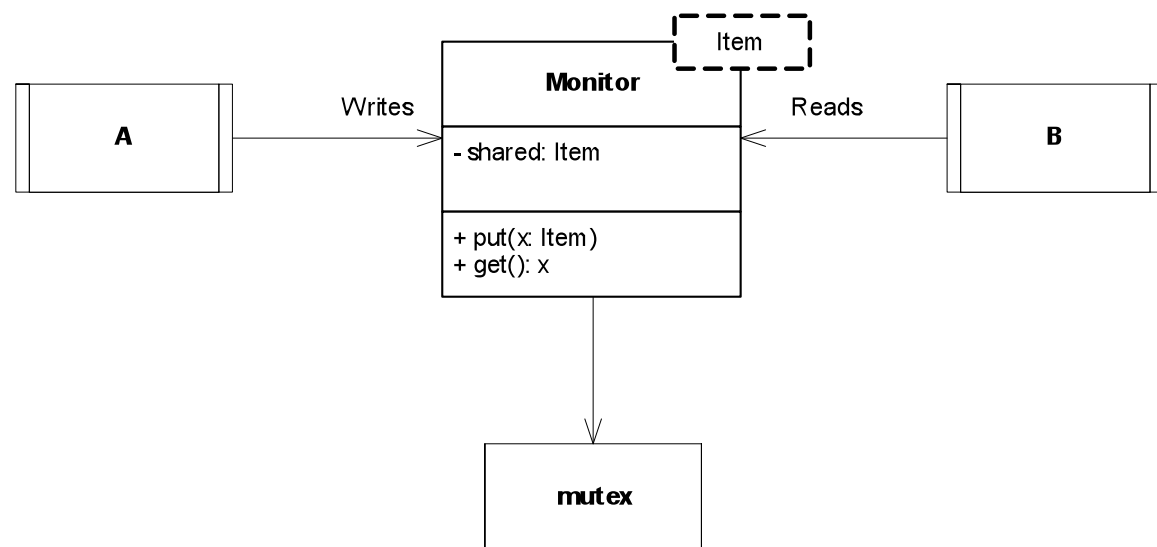 Item
Monitor
Writes
Reads
A
B
- shared: Item
+ put(x: Item)
+ get(): x
mutex